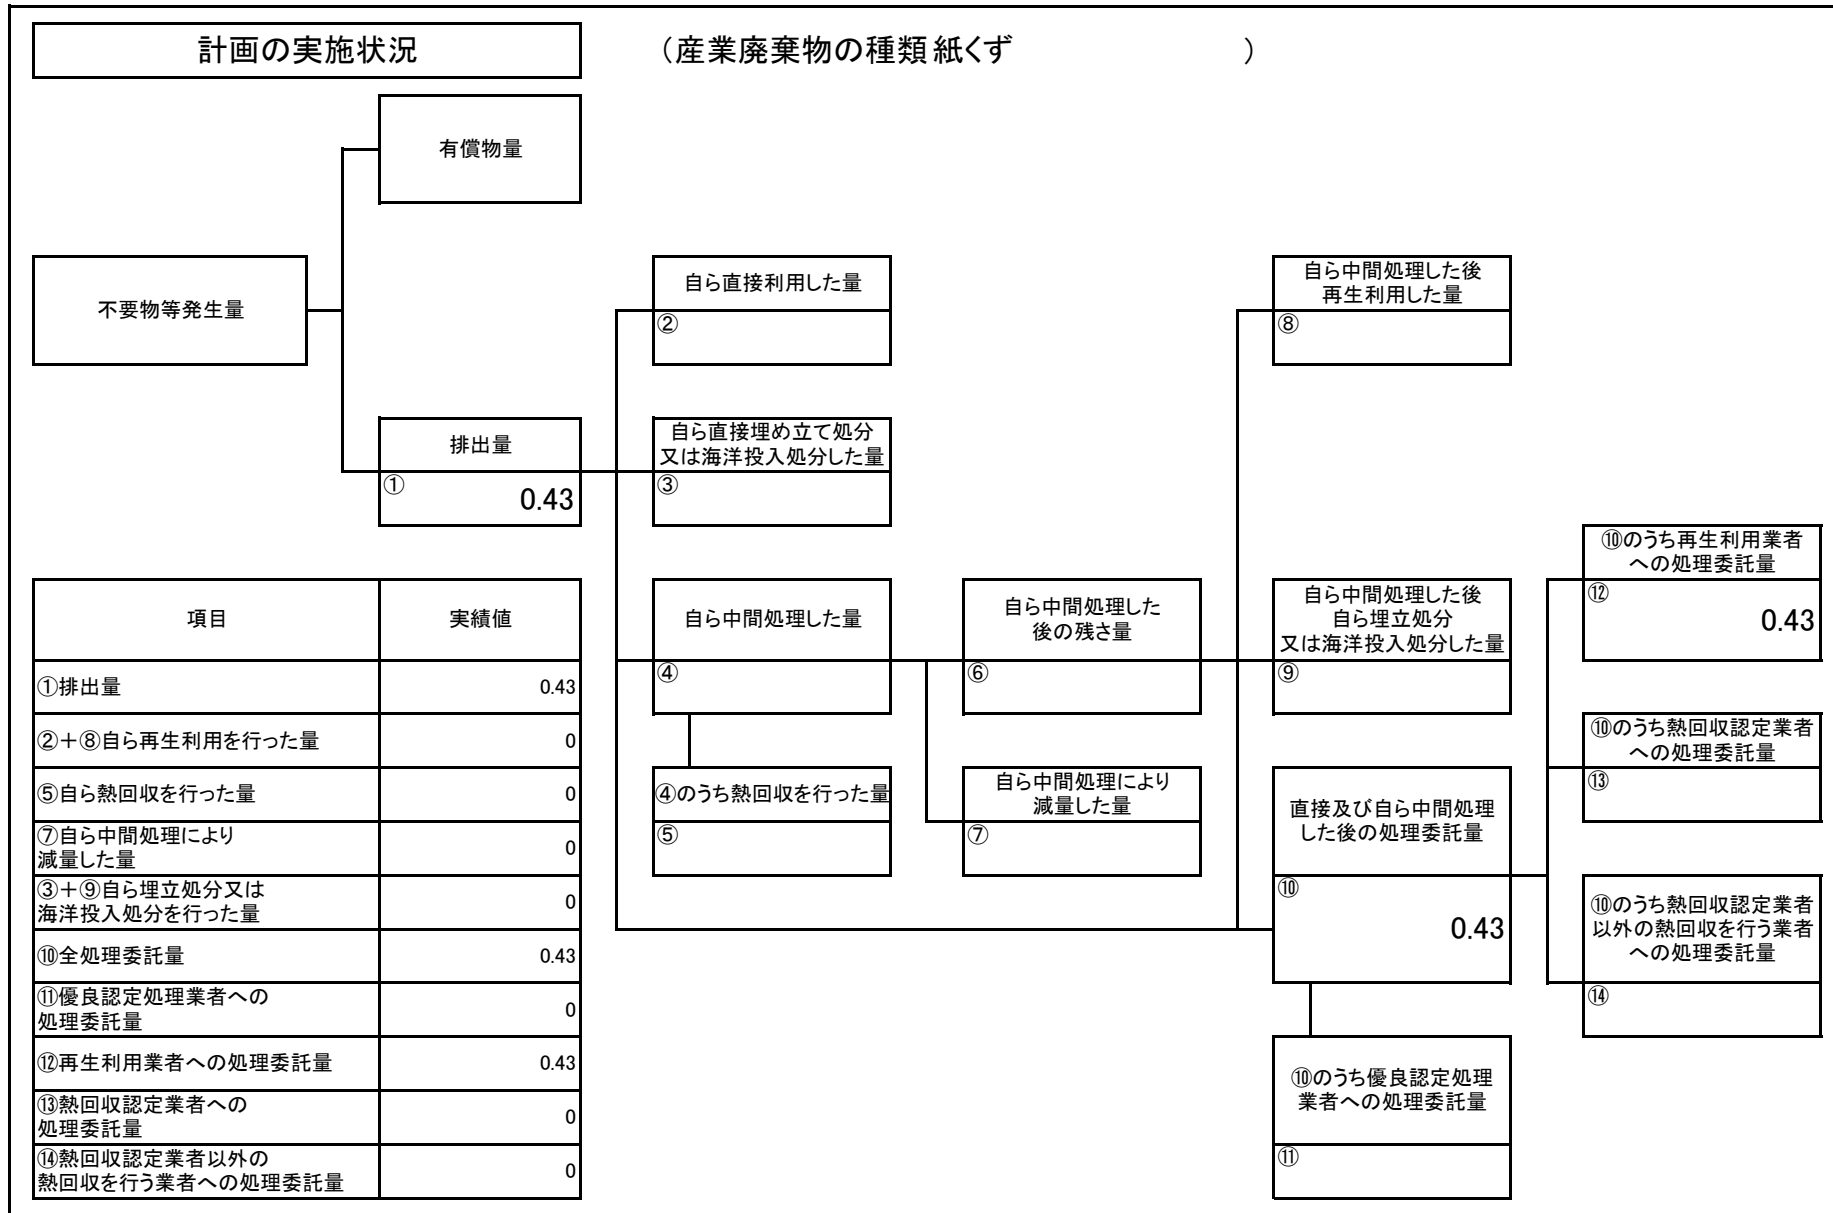 計画の実施状況
（産業廃棄物の種類 紙くず　　　　　　　）
有償物量
不要物等発生量
排出量
①
0.43
自ら直接利用した量
②
自ら直接埋め立て処分
又は海洋投入処分した量
③
自ら中間処理した量
④
④のうち熱回収を行った量
⑤
自ら中間処理した
後の残さ量
⑥
自ら中間処理により
減量した量
⑦
自ら中間処理した後
再生利用した量
⑧
自ら中間処理した後
自ら埋立処分
又は海洋投入処分した量
⑨
直接及び自ら中間処理
した後の処理委託量
⑩
0.43
⑩のうち優良認定処理
業者への処理委託量
⑪
⑩のうち再生利用業者
への処理委託量
⑫
0.43
⑩のうち熱回収認定業者
への処理委託量
⑬
⑩のうち熱回収認定業者
以外の熱回収を行う業者
への処理委託量
⑭
項目 実績値
①排出量 0.43
②＋⑧自ら再生利用を行った量 0
⑤自ら熱回収を行った量 0
⑦自ら中間処理により
減量した量 0
③＋⑨自ら埋立処分又は
海洋投入処分を行った量 0
⑩全処理委託量 0.43
⑪優良認定処理業者への
処理委託量 0
⑫再生利用業者への処理委託量 0.43
⑬熱回収認定業者への
処理委託量 0
⑭熱回収認定業者以外の
熱回収を行う業者への処理委託量 0